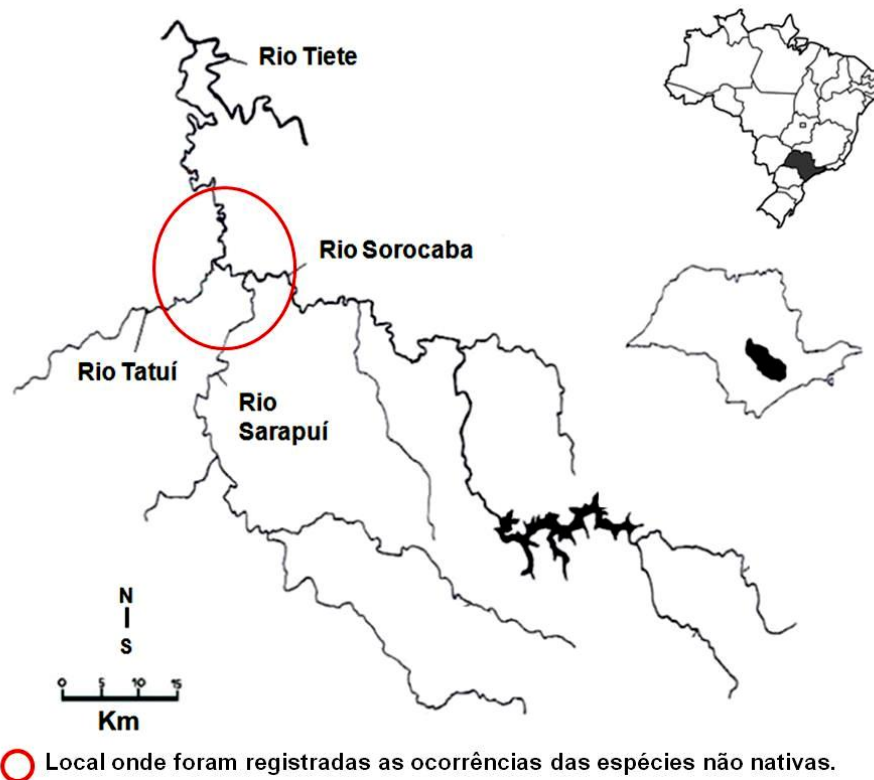 Rio Tiete
Rio Sorocaba
Rio Tatuí
Rio
Sarapuí
N
S
0 5 10 15
Km
Local onde foram registradas as ocorrências das espécies não nativas.